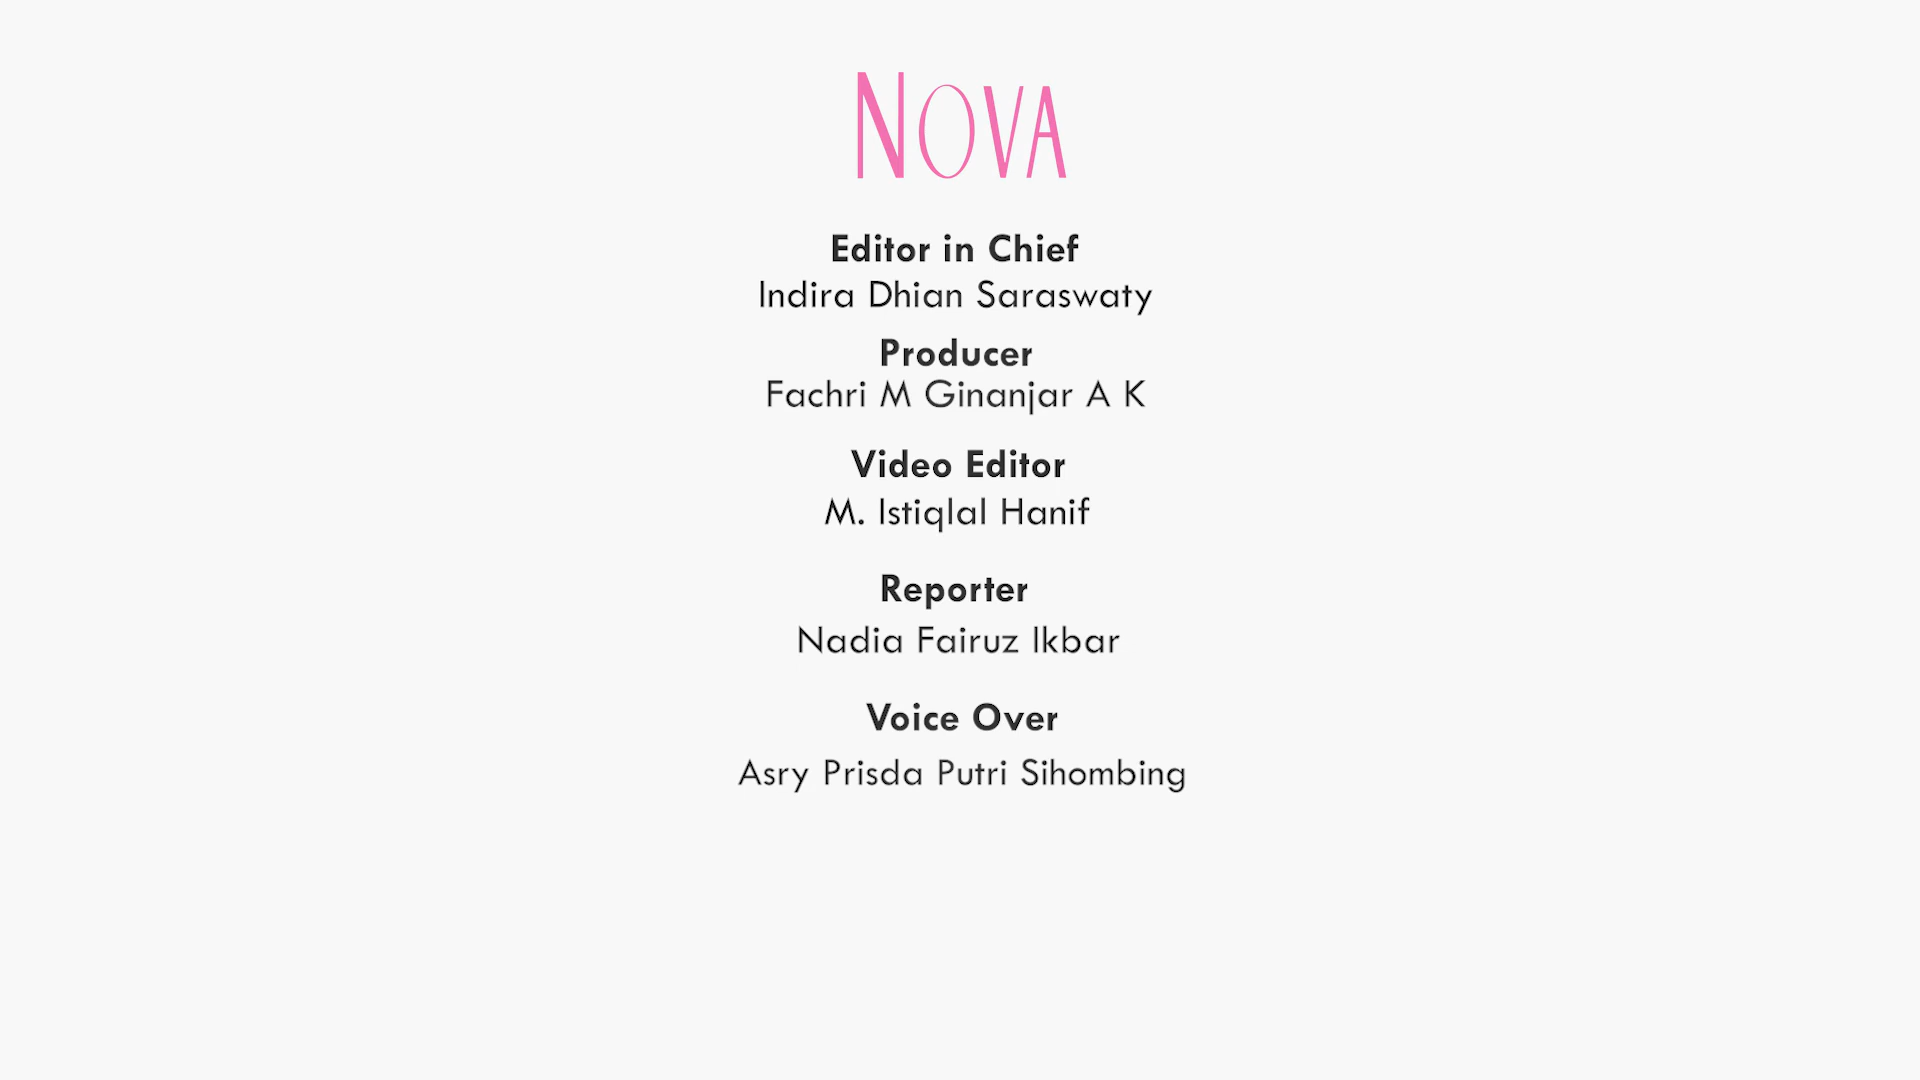 NOVA
Editor in Chief
Indira Dhian Saraswaty
Producer
Fachri M Ginanjar A K
Video Editor
M. Istiqlal Hanif
Reporter
Nadia Fairuz Ikbar
Voice Over
Asry Prisda Putri Sihombing